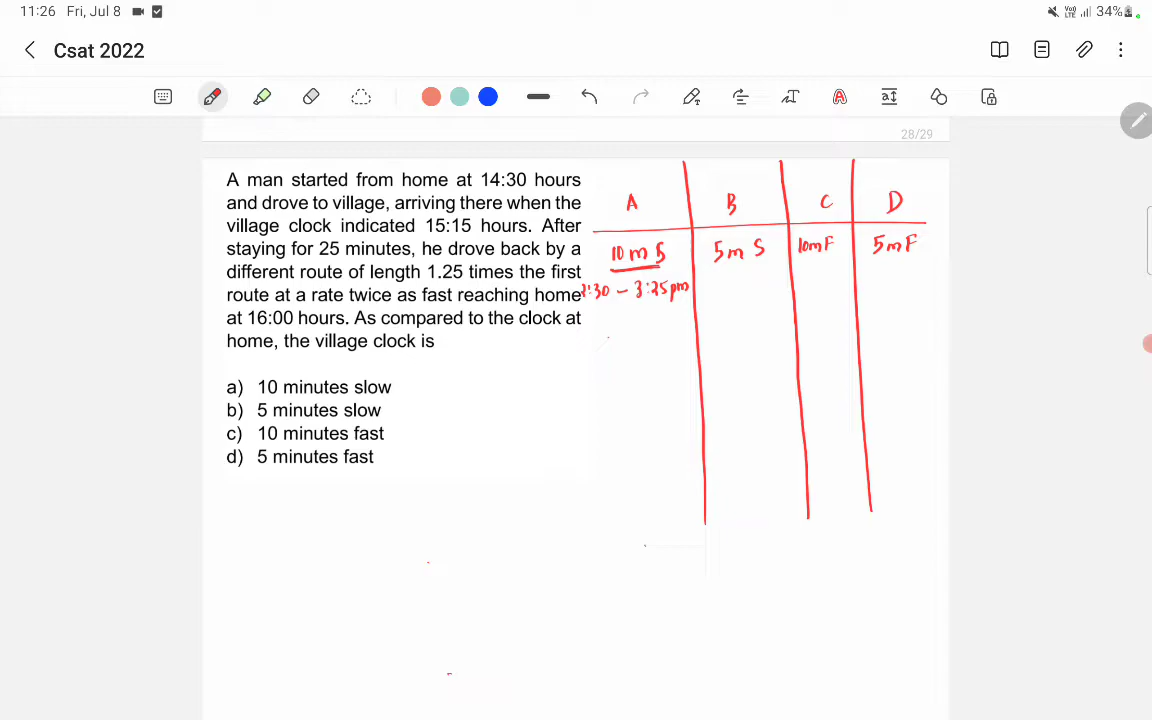 11:26 Fri, Jul 8
34%
Csat 2022
28/29
A man started from home at 14:30 hours
and drove to village, arriving there when the
village clock indicated 15:15 hours. After
staying for 25 minutes, he drove back by a
different route of length 1.25 times the first
route at a rate twice as fast reaching home
at 16:00 hours. As compared to the clock at
home, the village clock is
a) 10 minutes slow
b) 5 minutes slow
c) 10 minutes fast
d) 5 minutes fast
A B C D
10 m S 5 m S 10m F 5 m F
2:30 – 3:25 pm